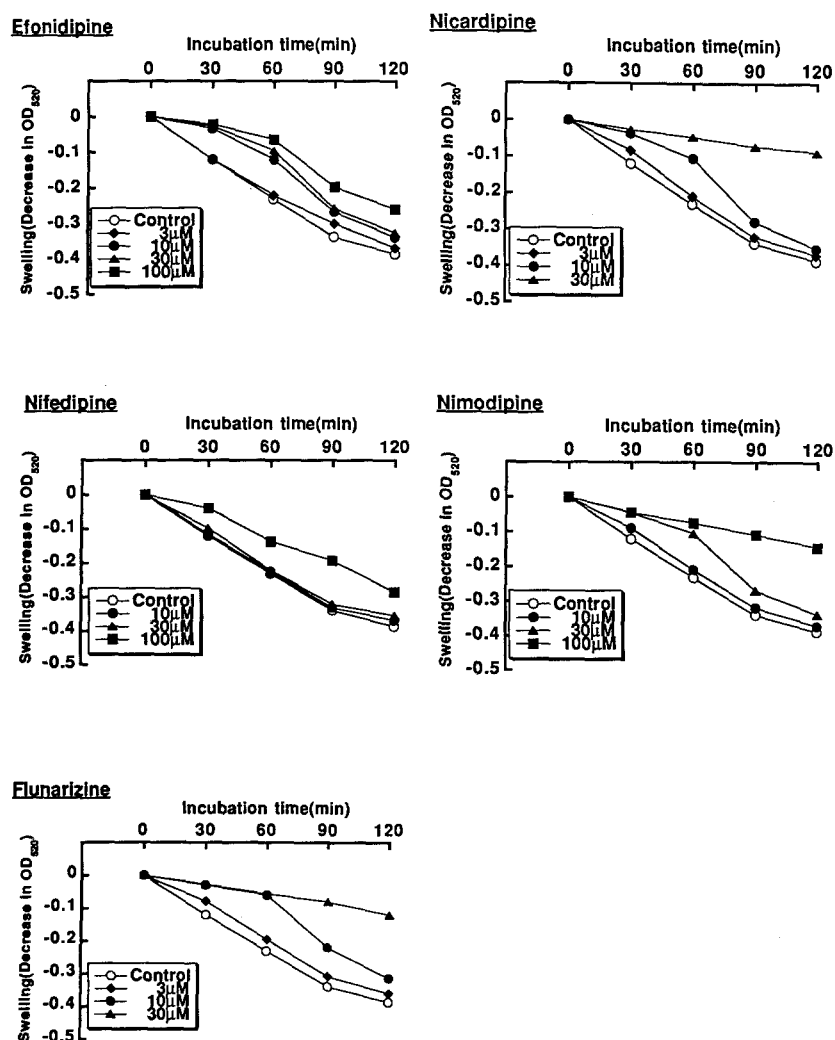 Efonidipine
Incubation time(min)
0 30 60 90 120
Swelling(Decrease in OD520)
0
-0.1
-0.2
-0.3
-0.4
-0.5
Control
3μM
10μM
30μM
100μM
Nicardipine
Incubation time(min)
0 30 60 90 120
Swelling(Decrease in OD520)
0
-0.1
-0.2
-0.3
-0.4
-0.5
Control
3μM
10μM
30μM
Nifedipine
Incubation time(min)
0 30 60 90 120
Swelling(Decrease in OD520)
0
-0.1
-0.2
-0.3
-0.4
-0.5
Control
10μM
30μM
100μM
Nimodipine
Incubation time(min)
0 30 60 90 120
Swelling(Decrease in OD520)
0
-0.1
-0.2
-0.3
-0.4
-0.5
Control
10μM
30μM
100μM
Flunarizine
Incubation time(min)
0 30 60 90 120
Swelling(Decrease in OD520)
0
-0.1
-0.2
-0.3
-0.4
-0.5
Control
3μM
10μM
30μM